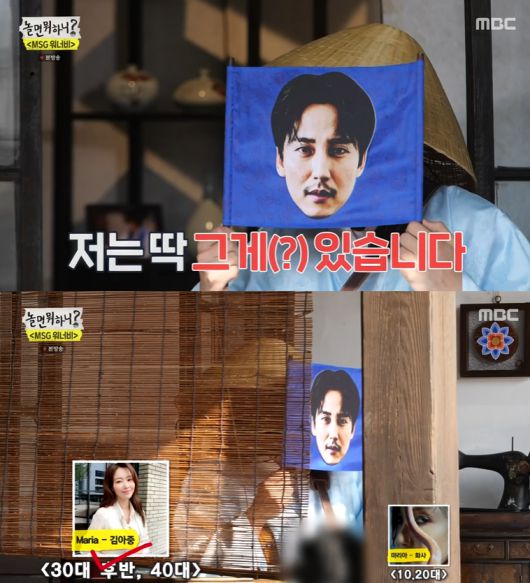 놀면 뭐하니?
<MSG 워너비>
본방송
MBC
저는 딱 그게(?) 있습니다
놀면 뭐하니?
<MSG 워너비>
본방송
MBC
Maria - 김아중
<30대 후반, 40대>
마리아 - 화사
<10,20대>